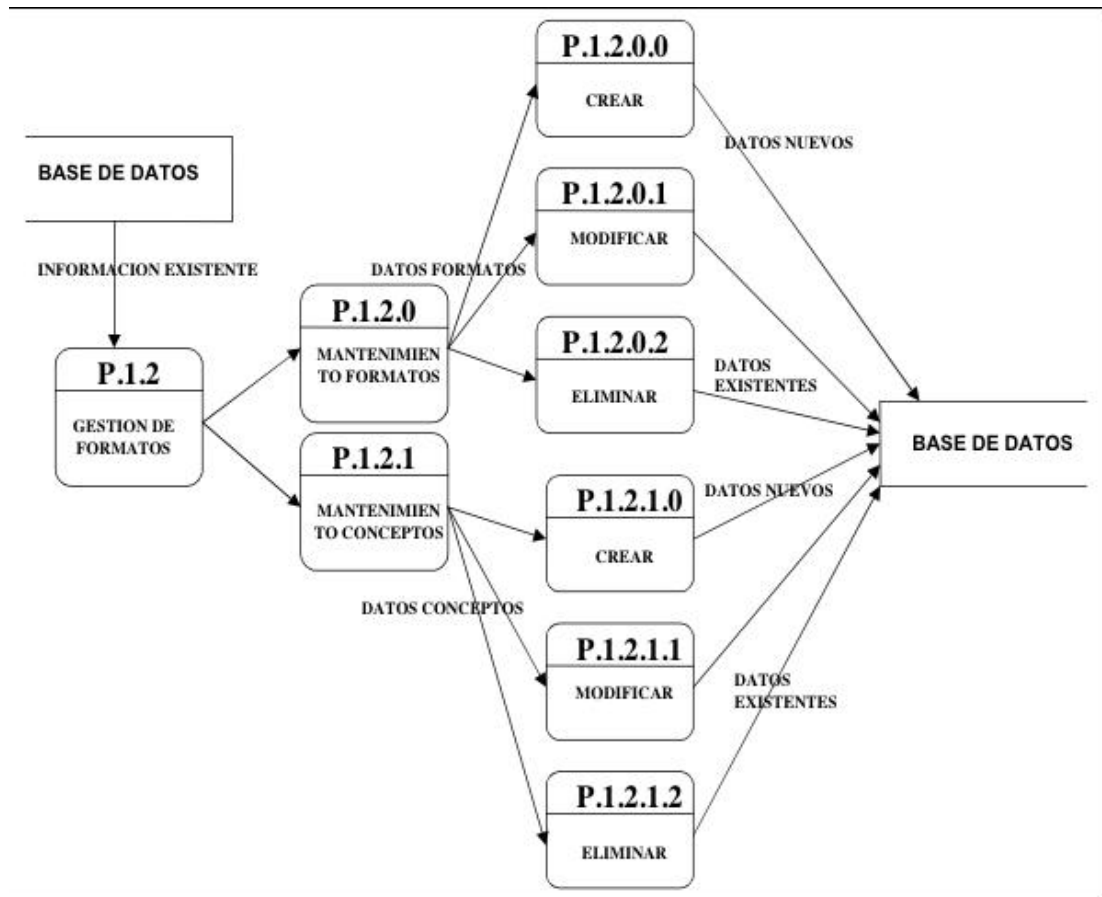 P.1.2.0.0
CREAR
DATOS NUEVOS
BASE DE DATOS
P.1.2.0.1
MODIFICAR
INFORMACION EXISTENTE
DATOS FORMATOS
P.1.2.0
MANTENIMIEN
TO FORMATOS
P.1.2.0.2
ELIMINAR
DATOS
EXISTENTES
P.1.2
GESTION DE
FORMATOS
BASE DE DATOS
P.1.2.1
MANTENIMIEN
TO CONCEPTOS
P.1.2.1.0
CREAR
DATOS NUEVOS
DATOS CONCEPTOS
P.1.2.1.1
MODIFICAR
DATOS
EXISTENTES
P.1.2.1.2
ELIMINAR